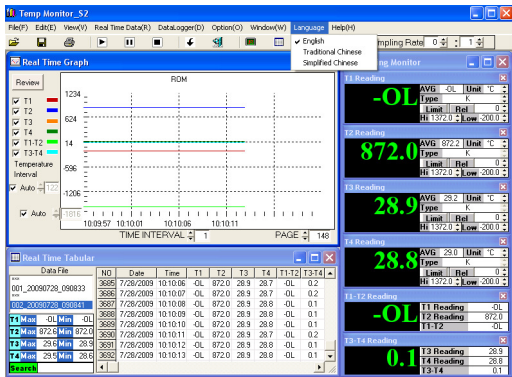 Temp Monitor_S2
File(F) Edit(E) View(V) Real Time Data(R) DataLogger(D) Option(O) Window(W) Language Help(H)
English
Traditional Chinese
Simplified Chinese
mpling Rate 0 : 1
Real Time Graph
Review
ROM
T1
T2
T3
T4
T1-T2
T3-T4
Temperature
Interval
Auto 122
Auto
1234
624
14
-596
-1206
-1816
10:09:57 10:10:01 10:10:06 10:10:11
TIME INTERVAL 1 PAGE 148
ng Monitor
T1 Reading
-OL
AVG -OL Unit °C
Type K
Limit Rel
Hi 1372.0 Low -200.0
T2 Reading
872.0
AVG 872.2 Unit °C
Type K
Limit Rel 0
Hi 1372.0 Low -200.0
T3 Reading
28.9
AVG 29.2 Unit °C
Type K
Limit Rel 0
Hi 1372.0 Low -200.0
T4 Reading
28.8
AVG 29.0 Unit °C
Type K
Limit Rel 0
Hi 1372.0 Low -200.0
T1-T2 Reading
-OL
T1 Reading -OL
T2 Reading 872.0
T1-T2 -OL
T3-T4 Reading
0.1
T3 Reading 28.9
T4 Reading 28.8
T3-T4 0.1
Real Time Tabular
Data File
001_20090728_090833
002_20090728_090841
T1 Max -OL Min -OL
T2 Max 872.6 Min 872.0
T3 Max 29.6 Min 28.9
T4 Max 29.5 Min 28.6
Search
NO Date Time T1 T2 T3 T4 T1-T2 T3-T4
3685 7/28/2009 10:10:06 -OL 872.0 28.9 28.7 -OL 0.2
3686 7/28/2009 10:10:07 -OL 872.0 28.9 28.7 -OL 0.2
3687 7/28/2009 10:10:08 -OL 872.0 28.9 28.8 -OL 0.1
3688 7/28/2009 10:10:09 -OL 872.0 28.9 28.8 -OL 0.1
3689 7/28/2009 10:10:10 -OL 872.0 28.9 28.8 -OL 0.1
3690 7/28/2009 10:10:11 -OL 872.0 28.9 28.7 -OL 0.2
3691 7/28/2009 10:10:12 -OL 872.0 28.9 28.8 -OL 0.1
3692 7/28/2009 10:10:13 -OL 872.0 28.9 28.8 -OL 0.1